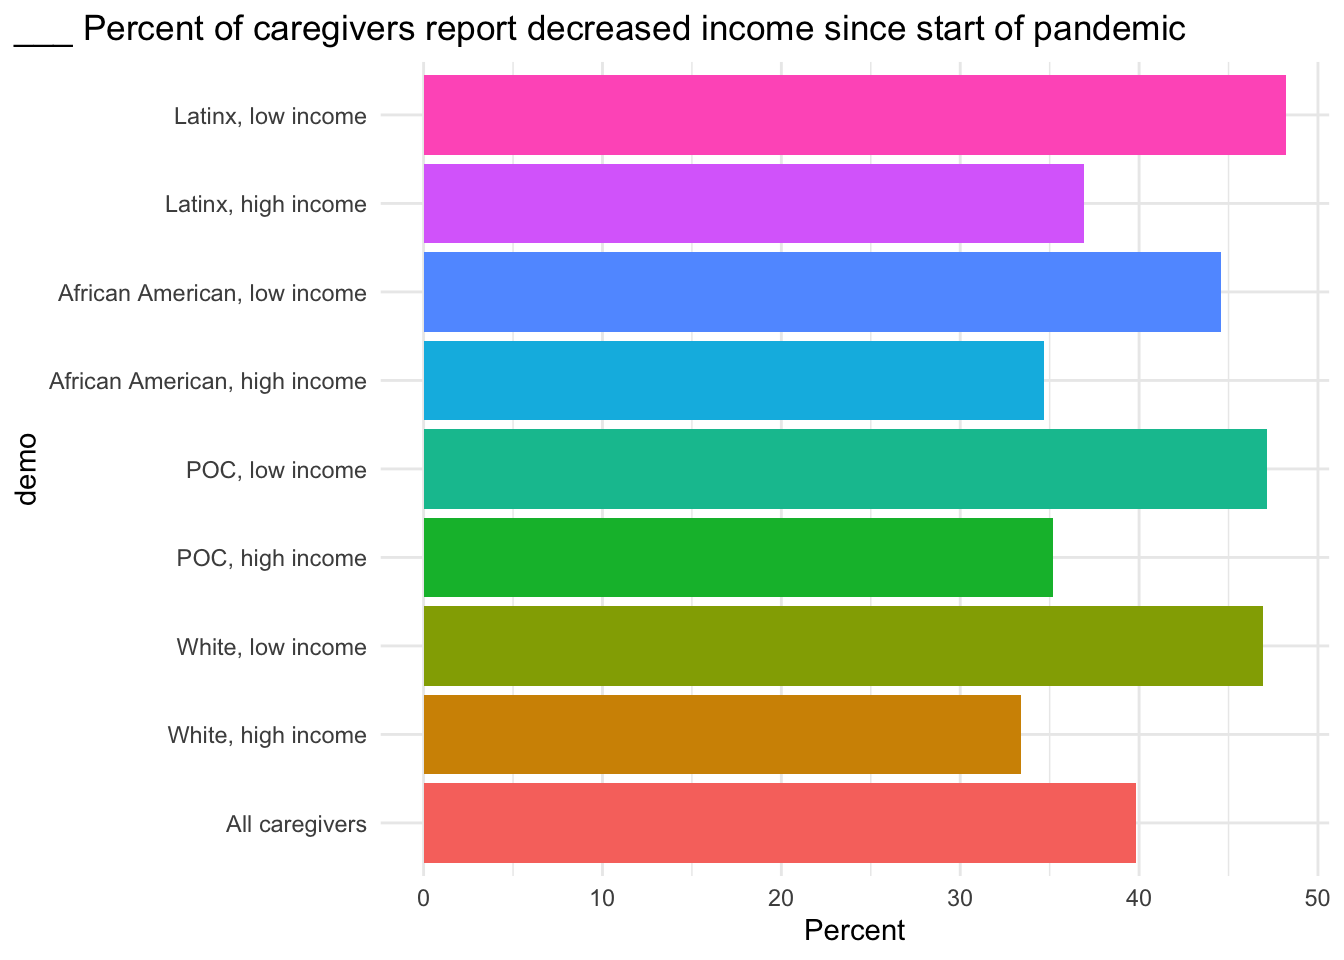 ___ Percent of caregivers report decreased income since start of pandemic
Latinx, low income
Latinx, high income
African American, low income
African American, high income
POC, low income
POC, high income
White, low income
White, high income
All caregivers
demo
0 10 20 30 40 50
Percent